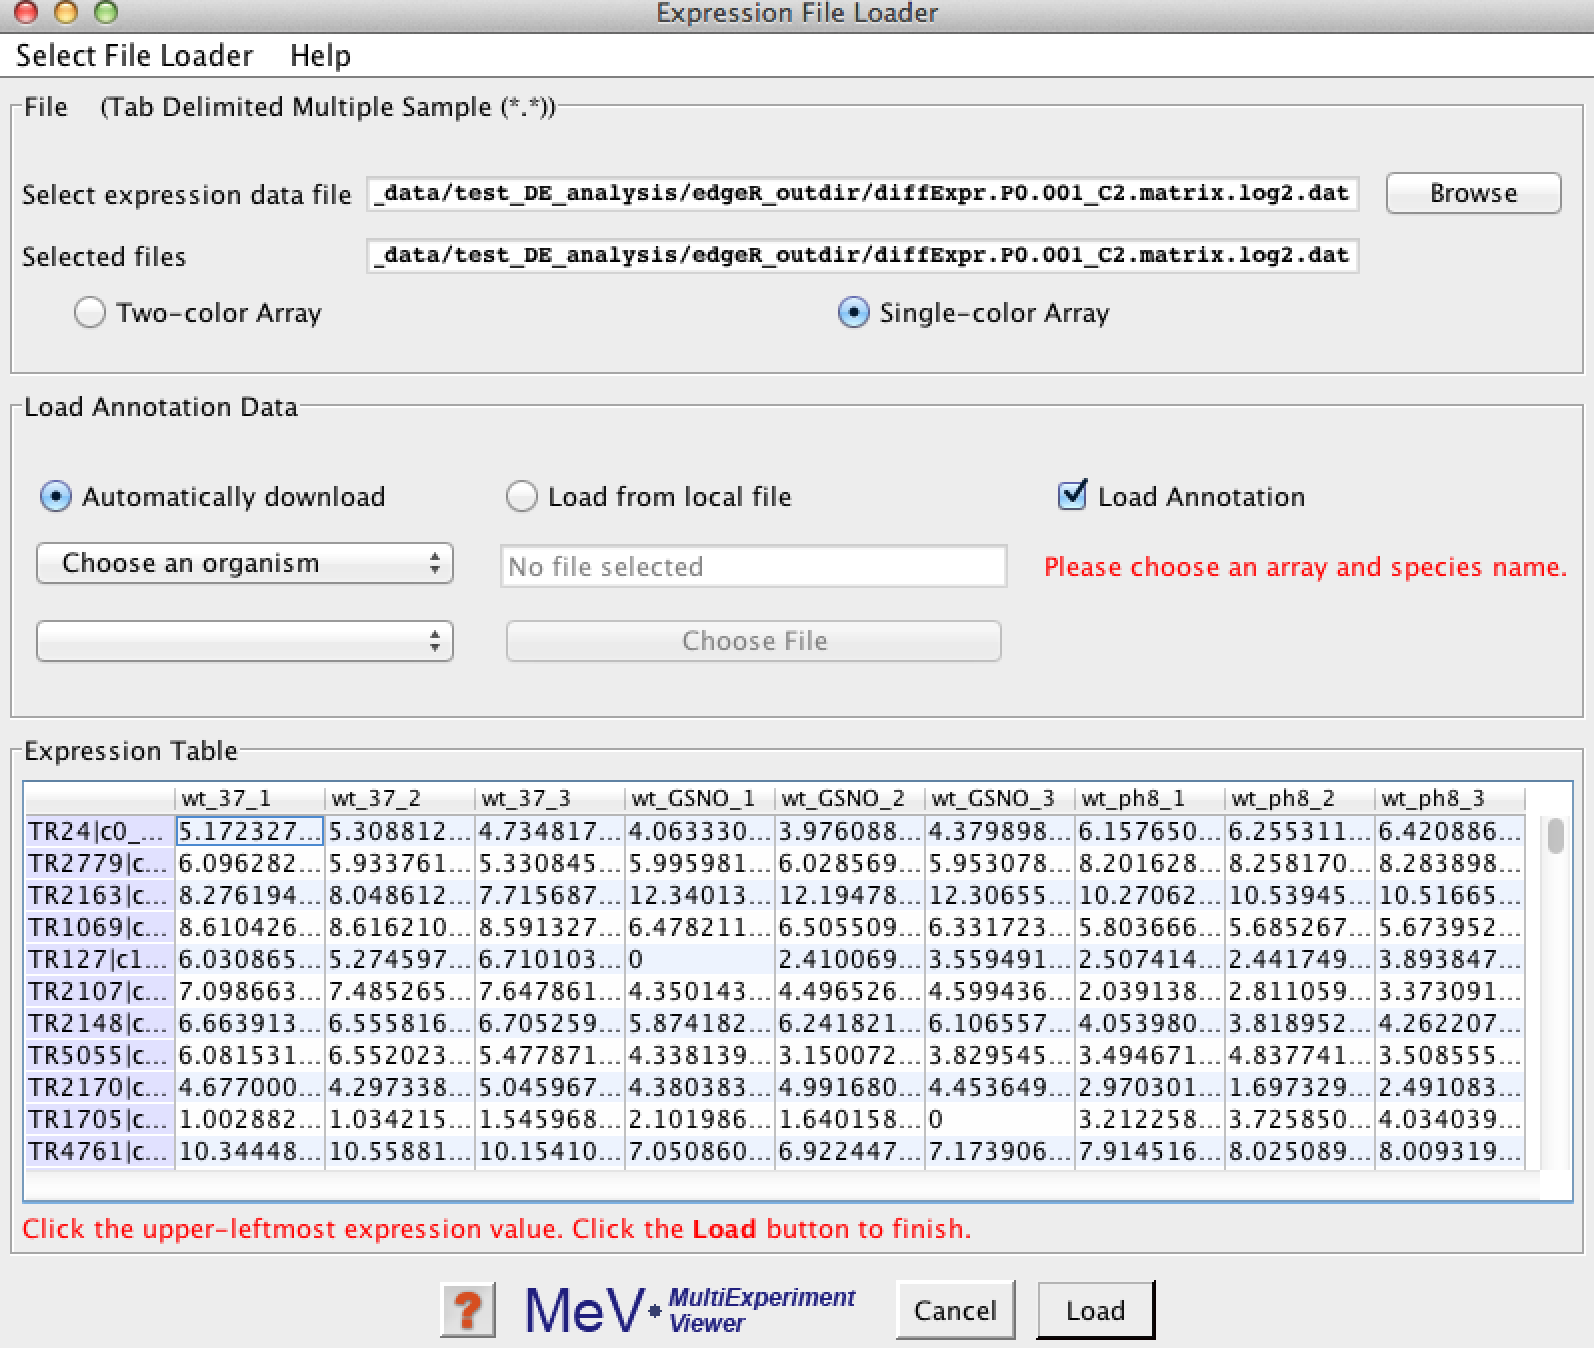 Expression File Loader
Select File Loader Help
File (Tab Delimited Multiple Sample (*.*))
Select expression data file _data/test_DE_analysis/edgeR_outdir/diffExpr.P0.001_C2.matrix.log2.dat Browse
Selected files _data/test_DE_analysis/edgeR_outdir/diffExpr.P0.001_C2.matrix.log2.dat
Two-color Array Single-color Array
Load Annotation Data
Automatically download Load from local file Load Annotation
Choose an organism No file selected Please choose an array and species name.
Choose File
Expression Table
wt_37_1 wt_37_2 wt_37_3 wt_GSNO_1 wt_GSNO_2 wt_GSNO_3 wt_ph8_1 wt_ph8_2 wt_ph8_3
TR24|c0_... 5.172327... 5.308812... 4.734817... 4.063330... 3.976088... 4.379898... 6.157650... 6.255311... 6.420886...
TR2779|c... 6.096282... 5.933761... 5.330845... 5.995981... 6.028569... 5.953078... 8.201628... 8.258170... 8.283898...
TR2163|c... 8.276194... 8.048612... 7.715687... 12.34013... 12.19478... 12.30655... 10.27062... 10.53945... 10.51665...
TR1069|c... 8.610426... 8.616210... 8.591327... 6.478211... 6.505509... 6.331723... 5.803666... 5.685267... 5.673952...
TR127|c1... 6.030865... 5.274597... 6.710103... 0 2.410069... 3.559491... 2.507414... 2.441749... 3.893847...
TR2107|c... 7.098663... 7.485265... 7.647861... 4.350143... 4.496526... 4.599436... 2.039138... 2.811059... 3.373091...
TR2148|c... 6.663913... 6.555816... 6.705259... 5.874182... 6.241821... 6.106557... 4.053980... 3.818952... 4.262207...
TR5055|c... 6.081531... 6.552023... 5.477871... 4.338139... 3.150072... 3.829545... 3.494671... 4.837741... 3.508555...
TR2170|c... 4.677000... 4.297338... 5.045967... 4.380383... 4.991680... 4.453649... 2.970301... 1.697329... 2.491083...
TR1705|c... 1.002882... 1.034215... 1.545968... 2.101986... 1.640158... 0 3.212258... 3.725850... 4.034039...
TR4761|c... 10.34448... 10.55881... 10.15410... 7.050860... 6.922447... 7.173906... 7.914516... 8.025089... 8.009319...
Click the upper-leftmost expression value. Click the Load button to finish.
? MeV MultiExperiment Viewer Cancel Load